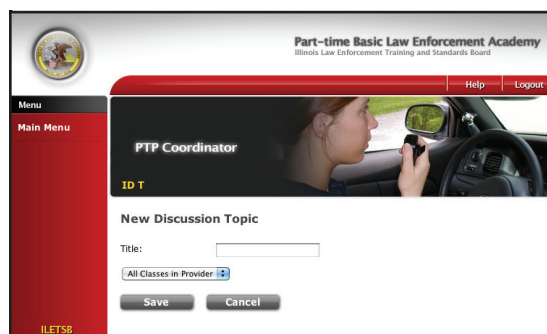 Part-time Basic Law Enforcement Academy
Illinois Law Enforcement Training and Standards Board
Help Logout
Menu
Main Menu
PTP Coordinator
ID T
New Discussion Topic
Title:
All Classes in Provider
Save Cancel
ILETSB